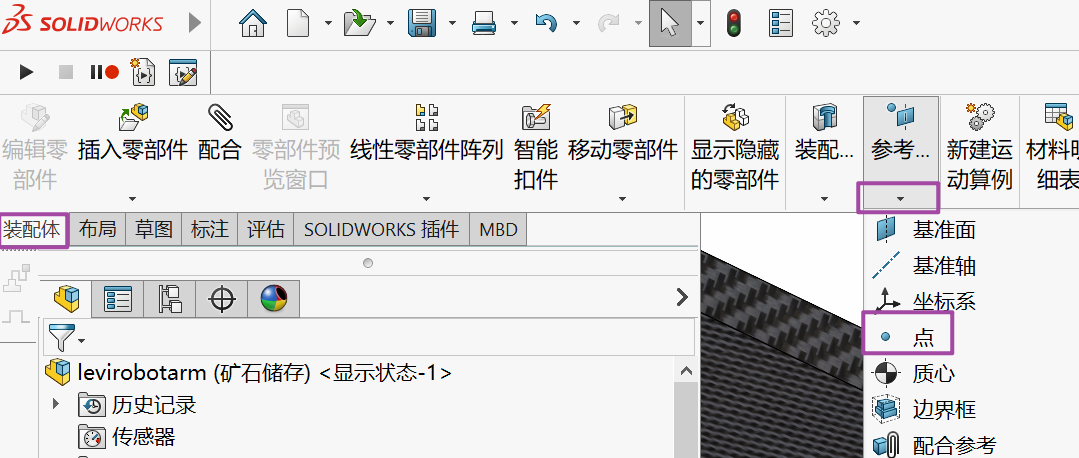 SOLIDWORKS
编辑零部件
插入零部件
配合
零部件预览窗口
线性零部件阵列
智能扣件
移动零部件
显示隐藏的零部件
装配...
参考...
新建运动算例
材料明细表
装配体 布局 草图 标注 评估 SOLIDWORKS 插件 MBD
基准面
基准轴
坐标系
点
质心
边界框
配合参考
levirobotarm (矿石储存) <显示状态-1>
历史记录
传感器